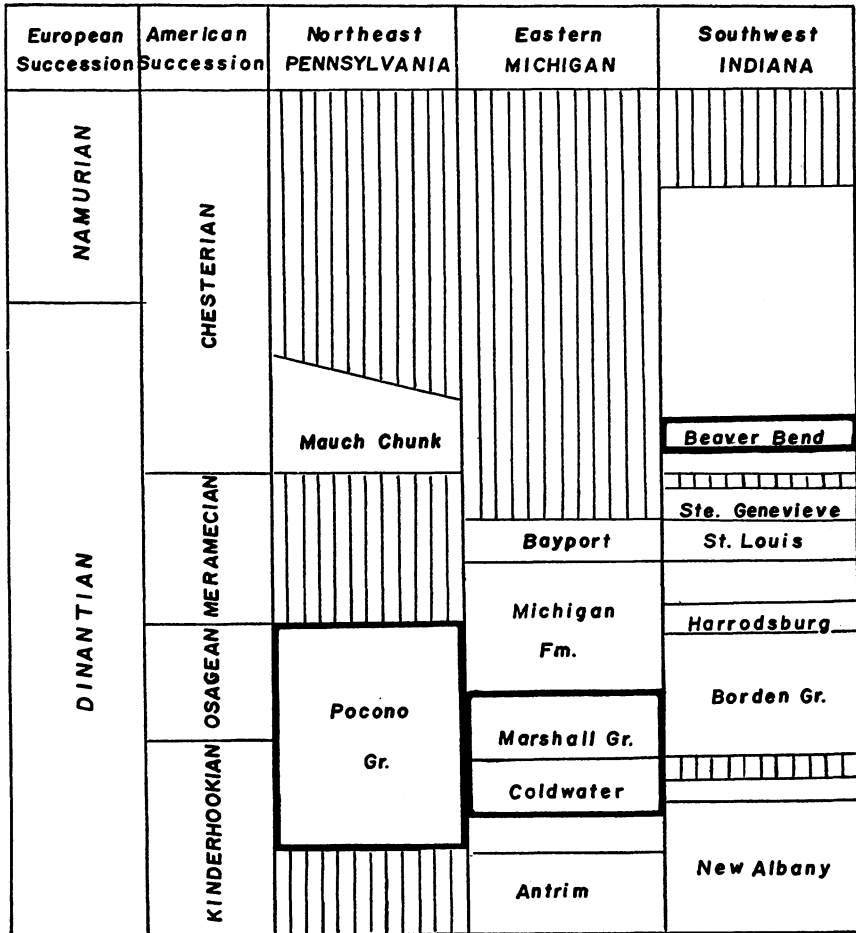 European
Succession
American
Succession
Northeast
PENNSYLVANIA
Eastern
MICHIGAN
Southwest
INDIANA
NAMURIAN
DINANTIAN
CHESTERIAN
MERAMECIAN
OSAGEAN
KINDERHOOKIAN
Mauch Chunk
Pocono
Gr.
Bayport
Michigan
Fm.
Marshall Gr.
Coldwater
Antrim
Beaver Bend
Ste. Genevieve
St. Louis
Harrodsburg
Borden Gr.
New Albany